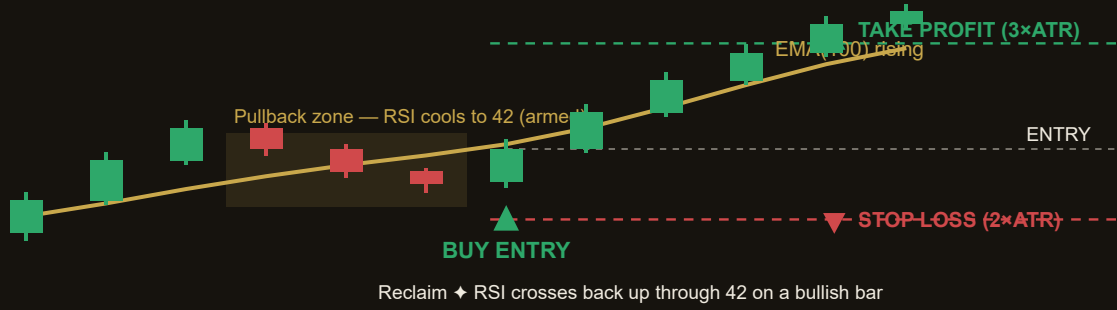 TAKE PROFIT (3×ATR)
EMA(100) rising
Pullback zone — RSI cools to 42 (armed)
ENTRY
STOP LOSS (2×ATR)
BUY ENTRY
Reclaim ✦ RSI crosses back up through 42 on a bullish bar